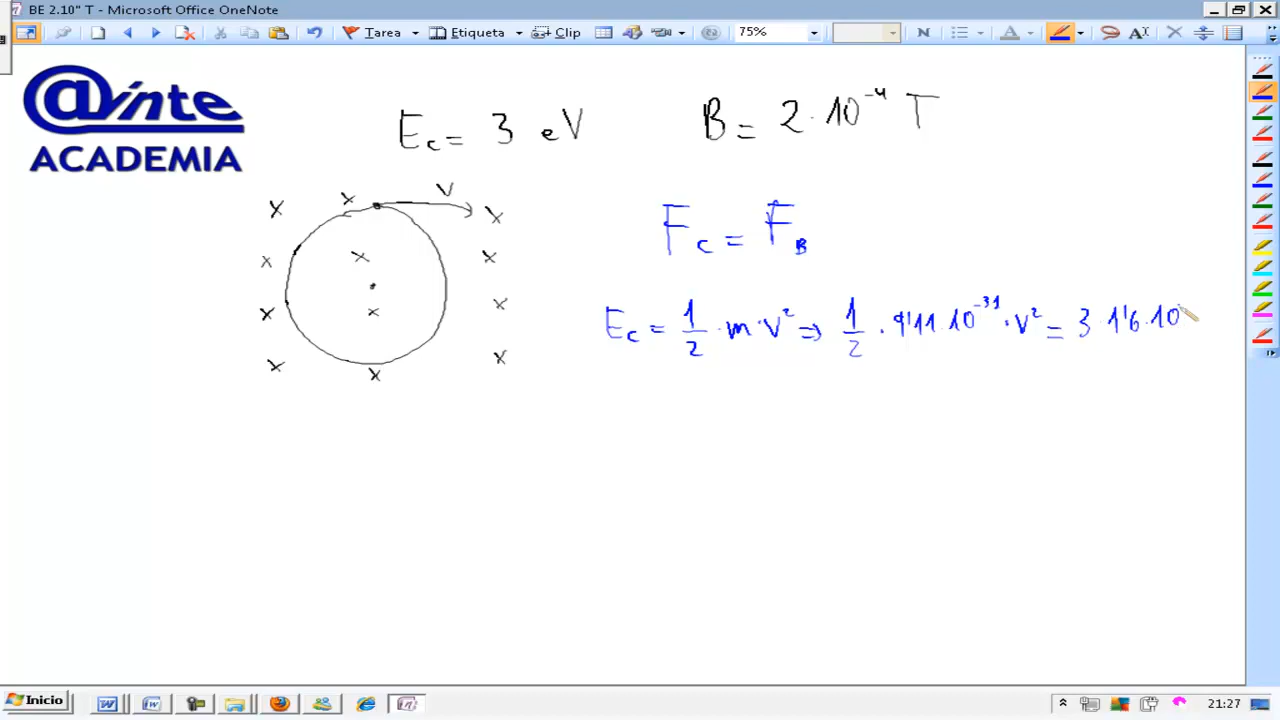 BE 2.10" T - Microsoft Office OneNote
Tarea Etiqueta Clip 75% N A
@inte
ACADEMIA
Ec = 3 eV B = 2·10⁻⁴ T
V
X X X
Fc = FB
X X X
Ec = 1/2 · m · v² ⇒ 1/2 · 9'11·10⁻³¹ · v² = 3·1'6·10
X X X
X X X
Inicio 21:27